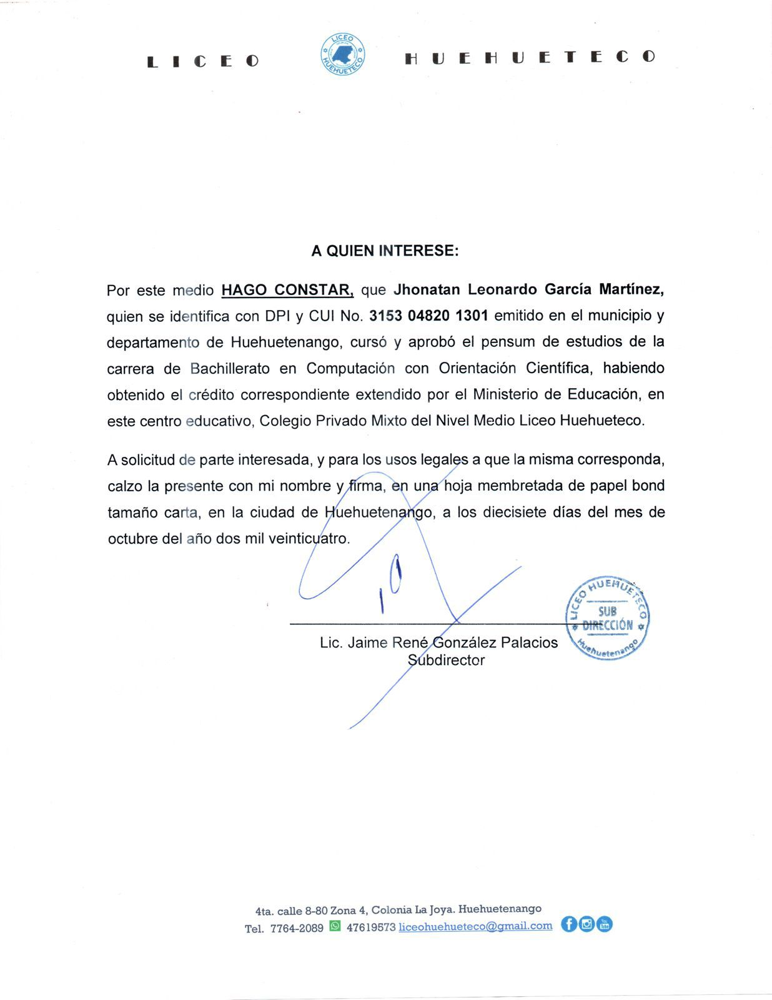 LICEO HUEHUETECO
LICEO HUEHUETECO
A QUIEN INTERESE:
Por este medio HAGO CONSTAR, que Jhonatan Leonardo García Martínez,
quien se identifica con DPI y CUI No. 3153 04820 1301 emitido en el municipio y
departamento de Huehuetenango, cursó y aprobó el pensum de estudios de la
carrera de Bachillerato en Computación con Orientación Científica, habiendo
obtenido el crédito correspondiente extendido por el Ministerio de Educación, en
este centro educativo, Colegio Privado Mixto del Nivel Medio Liceo Huehueteco.
A solicitud de parte interesada, y para los usos legales a que la misma corresponda,
calzo la presente con mi nombre y firma, en una hoja membretada de papel bond
tamaño carta, en la ciudad de Huehuetenango, a los diecisiete días del mes de
octubre del año dos mil veinticuatro.
LICEO HUEHUETECO
SUB
DIRECCIÓN
Huehuetenango
Lic. Jaime René González Palacios
Subdirector
4ta. calle 8-80 Zona 4, Colonia La Joya. Huehuetenango
Tel. 7764-2089 47619573 liceohuehueteco@gmail.com
You
Tube